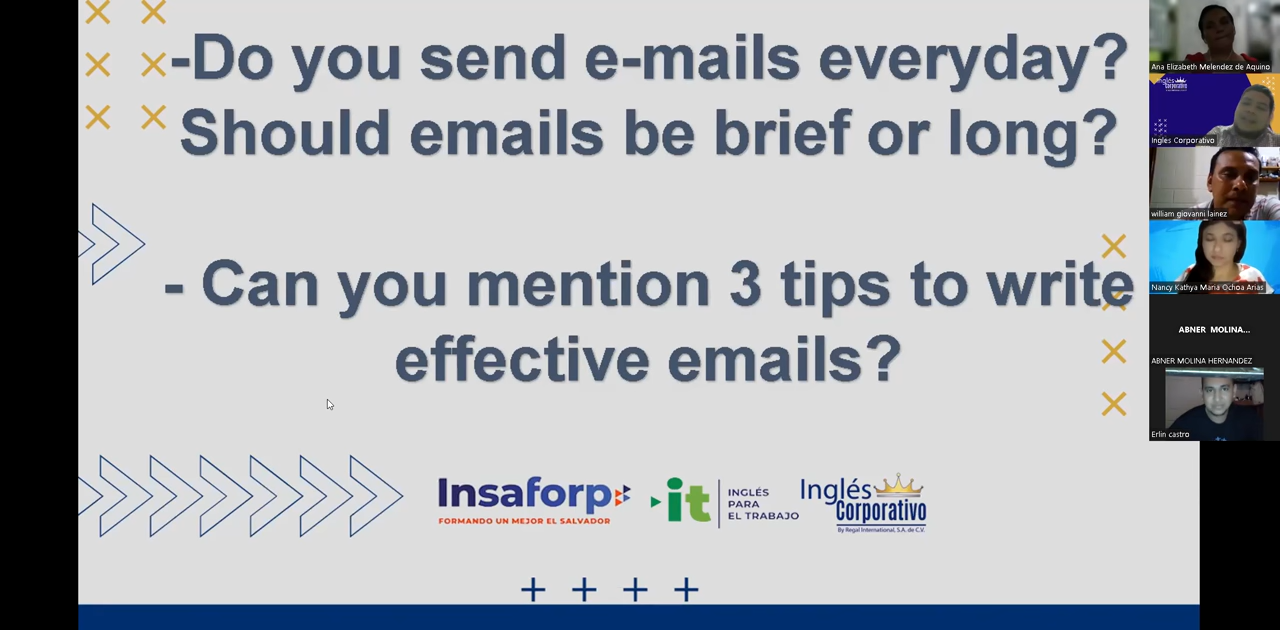 -Do you send e-mails everyday?
Should emails be brief or long?
- Can you mention 3 tips to write
effective emails?
Insaforp
FORMANDO UN MEJOR EL SALVADOR
it
INGLÉS
PARA
EL TRABAJO
Inglés
Corporativo
By Regal International, S.A. de C.V.
Ana Elizabeth Melendez de Aquino
Inglés
Corporativo
Inglés Corporativo
william giovanni lainez
Nancy Kathya Maria Ochoa Arias
ABNER MOLINA...
ABNER MOLINA HERNANDEZ
Erlin castro